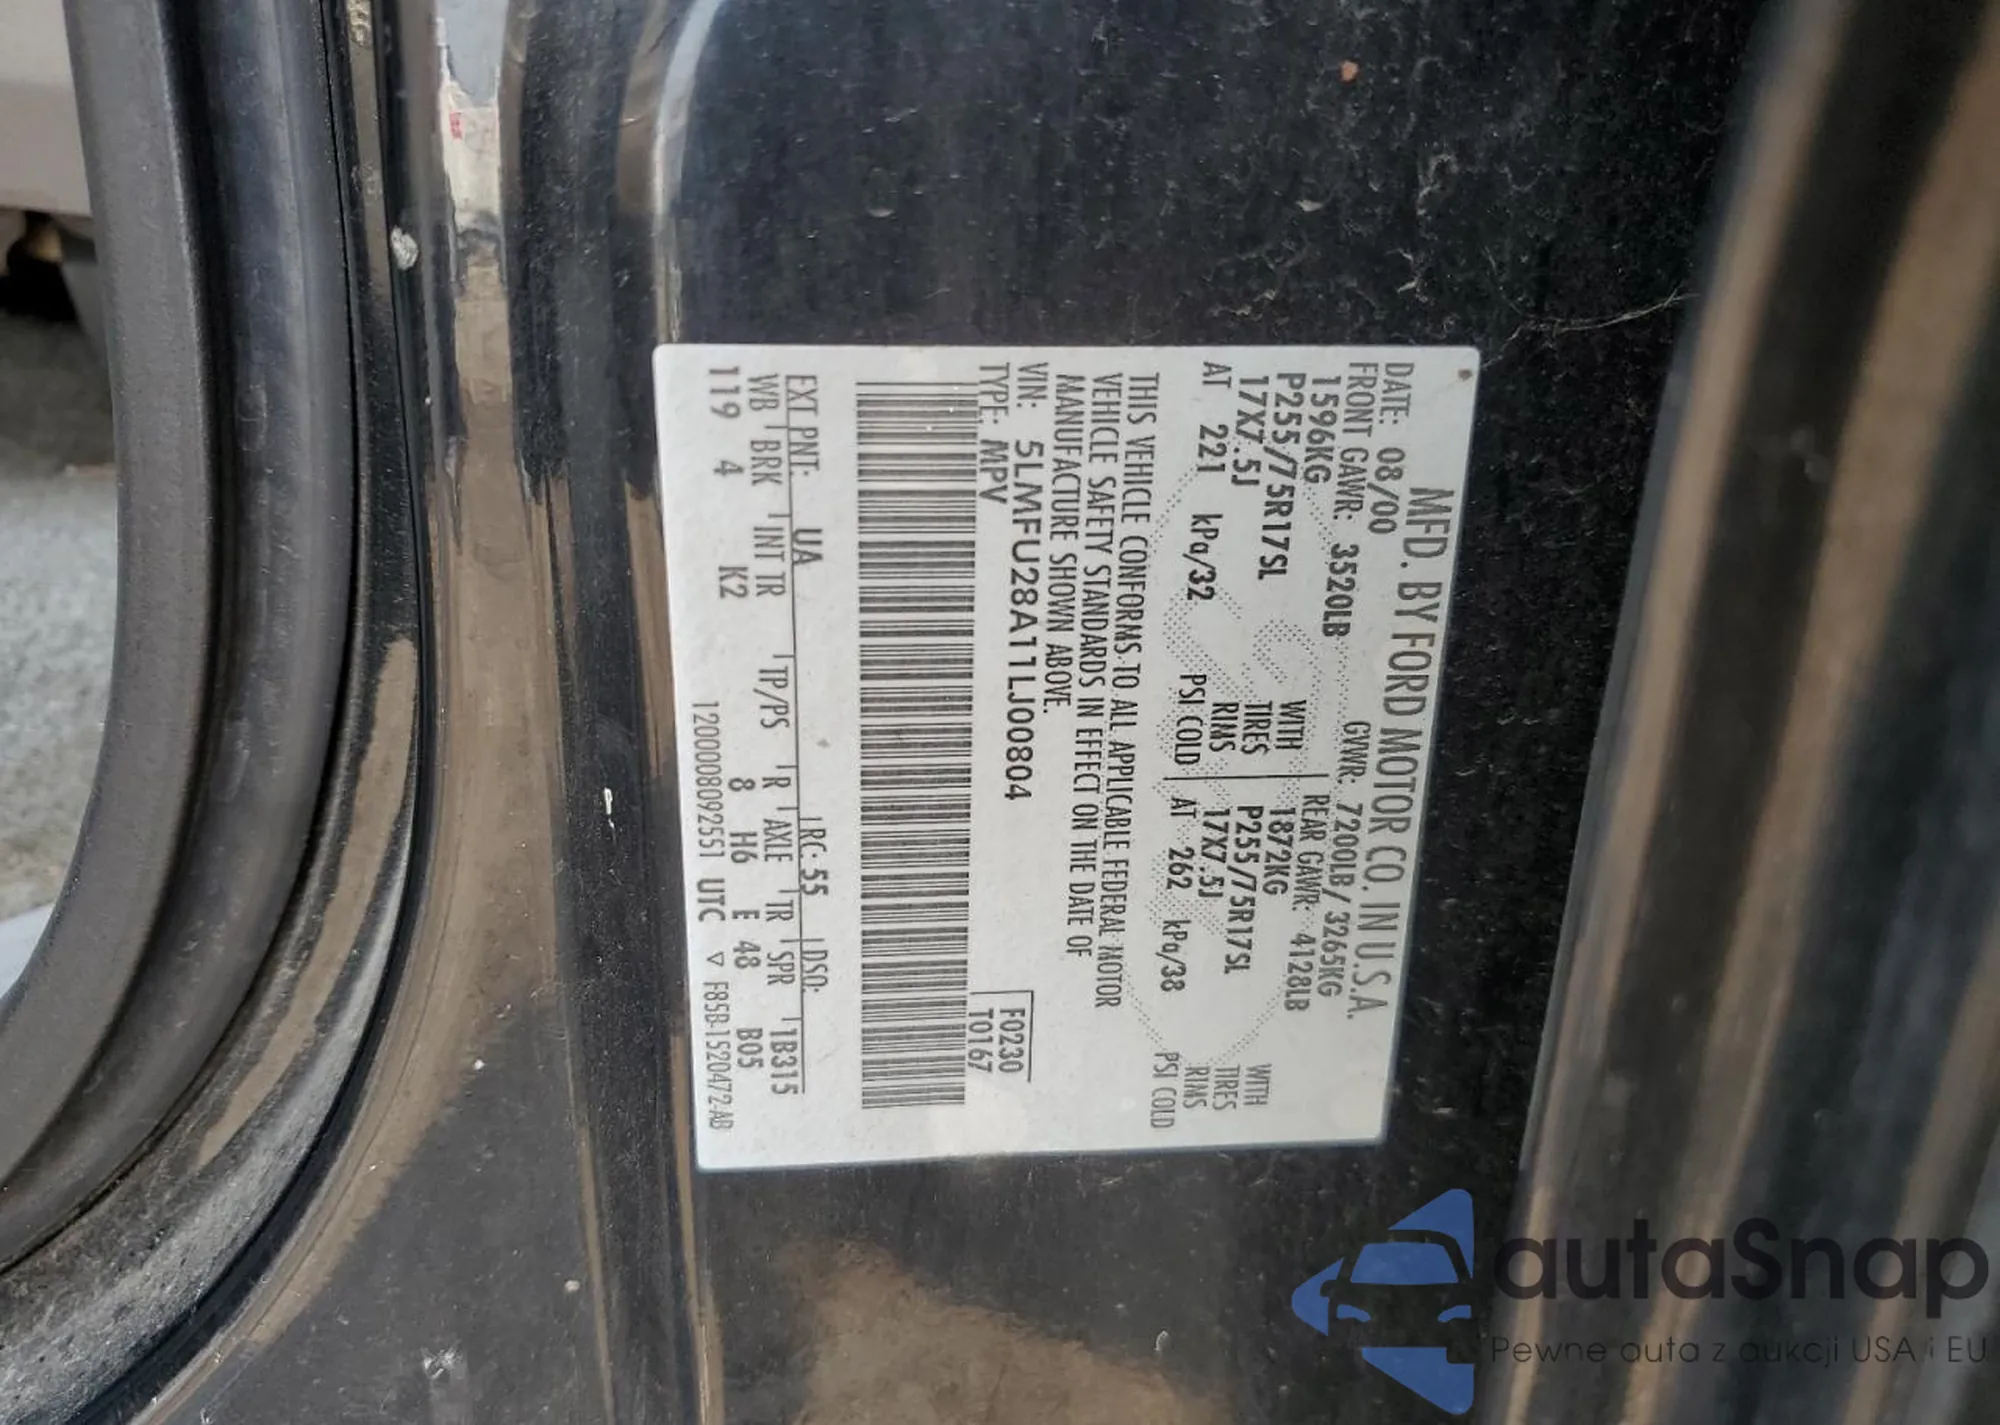 MFD. BY FORD MOTOR CO. IN U.S.A.
DATE: 08/00 GVWR: 7200LB/ 3265KG
FRONT GAWR: 3520LB REAR GAWR: 4128LB
1596KG WITH 1872KG WITH
P255/75R17SL TIRES P255/75R17SL TIRES
17X7.5J RIMS 17X7.5J RIMS
AT 221 kPa/32 PSI COLD AT 262 kPa/38 PSI COLD
THIS VEHICLE CONFORMS TO ALL APPLICABLE FEDERAL MOTOR
VEHICLE SAFETY STANDARDS IN EFFECT ON THE DATE OF
MANUFACTURE SHOWN ABOVE.
VIN: 5LMFU28A11LJ00804 F0230
TYPE: MPV T0167
EXT PNT: UA RC: 55 DSO:
WB BRK INT TR TP/PS R AXLE TR SPR 1B315
119 4 K2 8 H6 E 48 B05
120000809255​1 UTC ▽ F85B-1520472-AB
autaSnap
Pewne auta z aukcji USA i EU